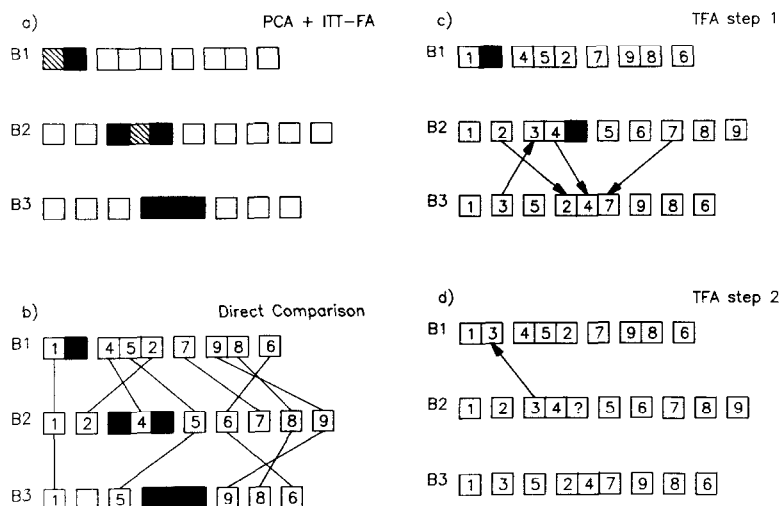 a) PCA + ITT-FA
B1
B2
B3
b) Direct Comparison
B1 1 4 5 2 7 9 8 6
B2 1 2 4 5 6 7 8 9
B3 1 5 9 8 6
c) TFA step 1
B1 1 4 5 2 7 9 8 6
B2 1 2 3 4 5 6 7 8 9
B3 1 3 5 2 4 7 9 8 6
d) TFA step 2
B1 1 3 4 5 2 7 9 8 6
B2 1 2 3 4 ? 5 6 7 8 9
B3 1 3 5 2 4 7 9 8 6